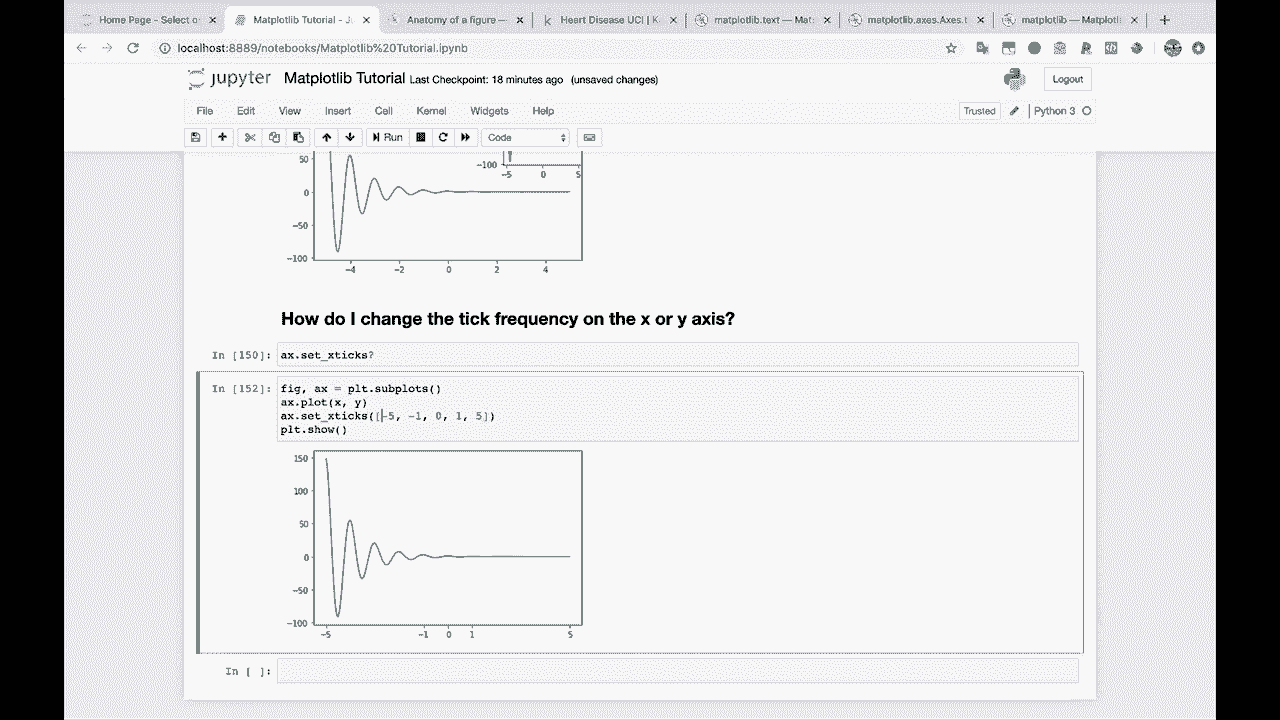 Home Page - Select o
Matplotlib Tutorial - Ju
Anatomy of a figure —
Heart Disease UCI | K
matplotlib.text — Mat
matplotlib.axes.Axes.t
matplotlib — Matplotli
localhost:8889/notebooks/Matplotlib%20Tutorial.ipynb
jupyter Matplotlib Tutorial Last Checkpoint: 18 minutes ago (unsaved changes)
Logout
File Edit View Insert Cell Kernel Widgets Help
Trusted Python 3
Run Code
50
0
-50
-100
-4 -2 0 2 4
-100
-5 0 5
How do I change the tick frequency on the x or y axis?
In [150]: ax.set_xticks?
In [152]: fig, ax = plt.subplots()
ax.plot(x, y)
ax.set_xticks([-5, -1, 0, 1, 5])
plt.show()
150
100
50
0
-50
-100
-5 -1 0 1 5
In [ ]: